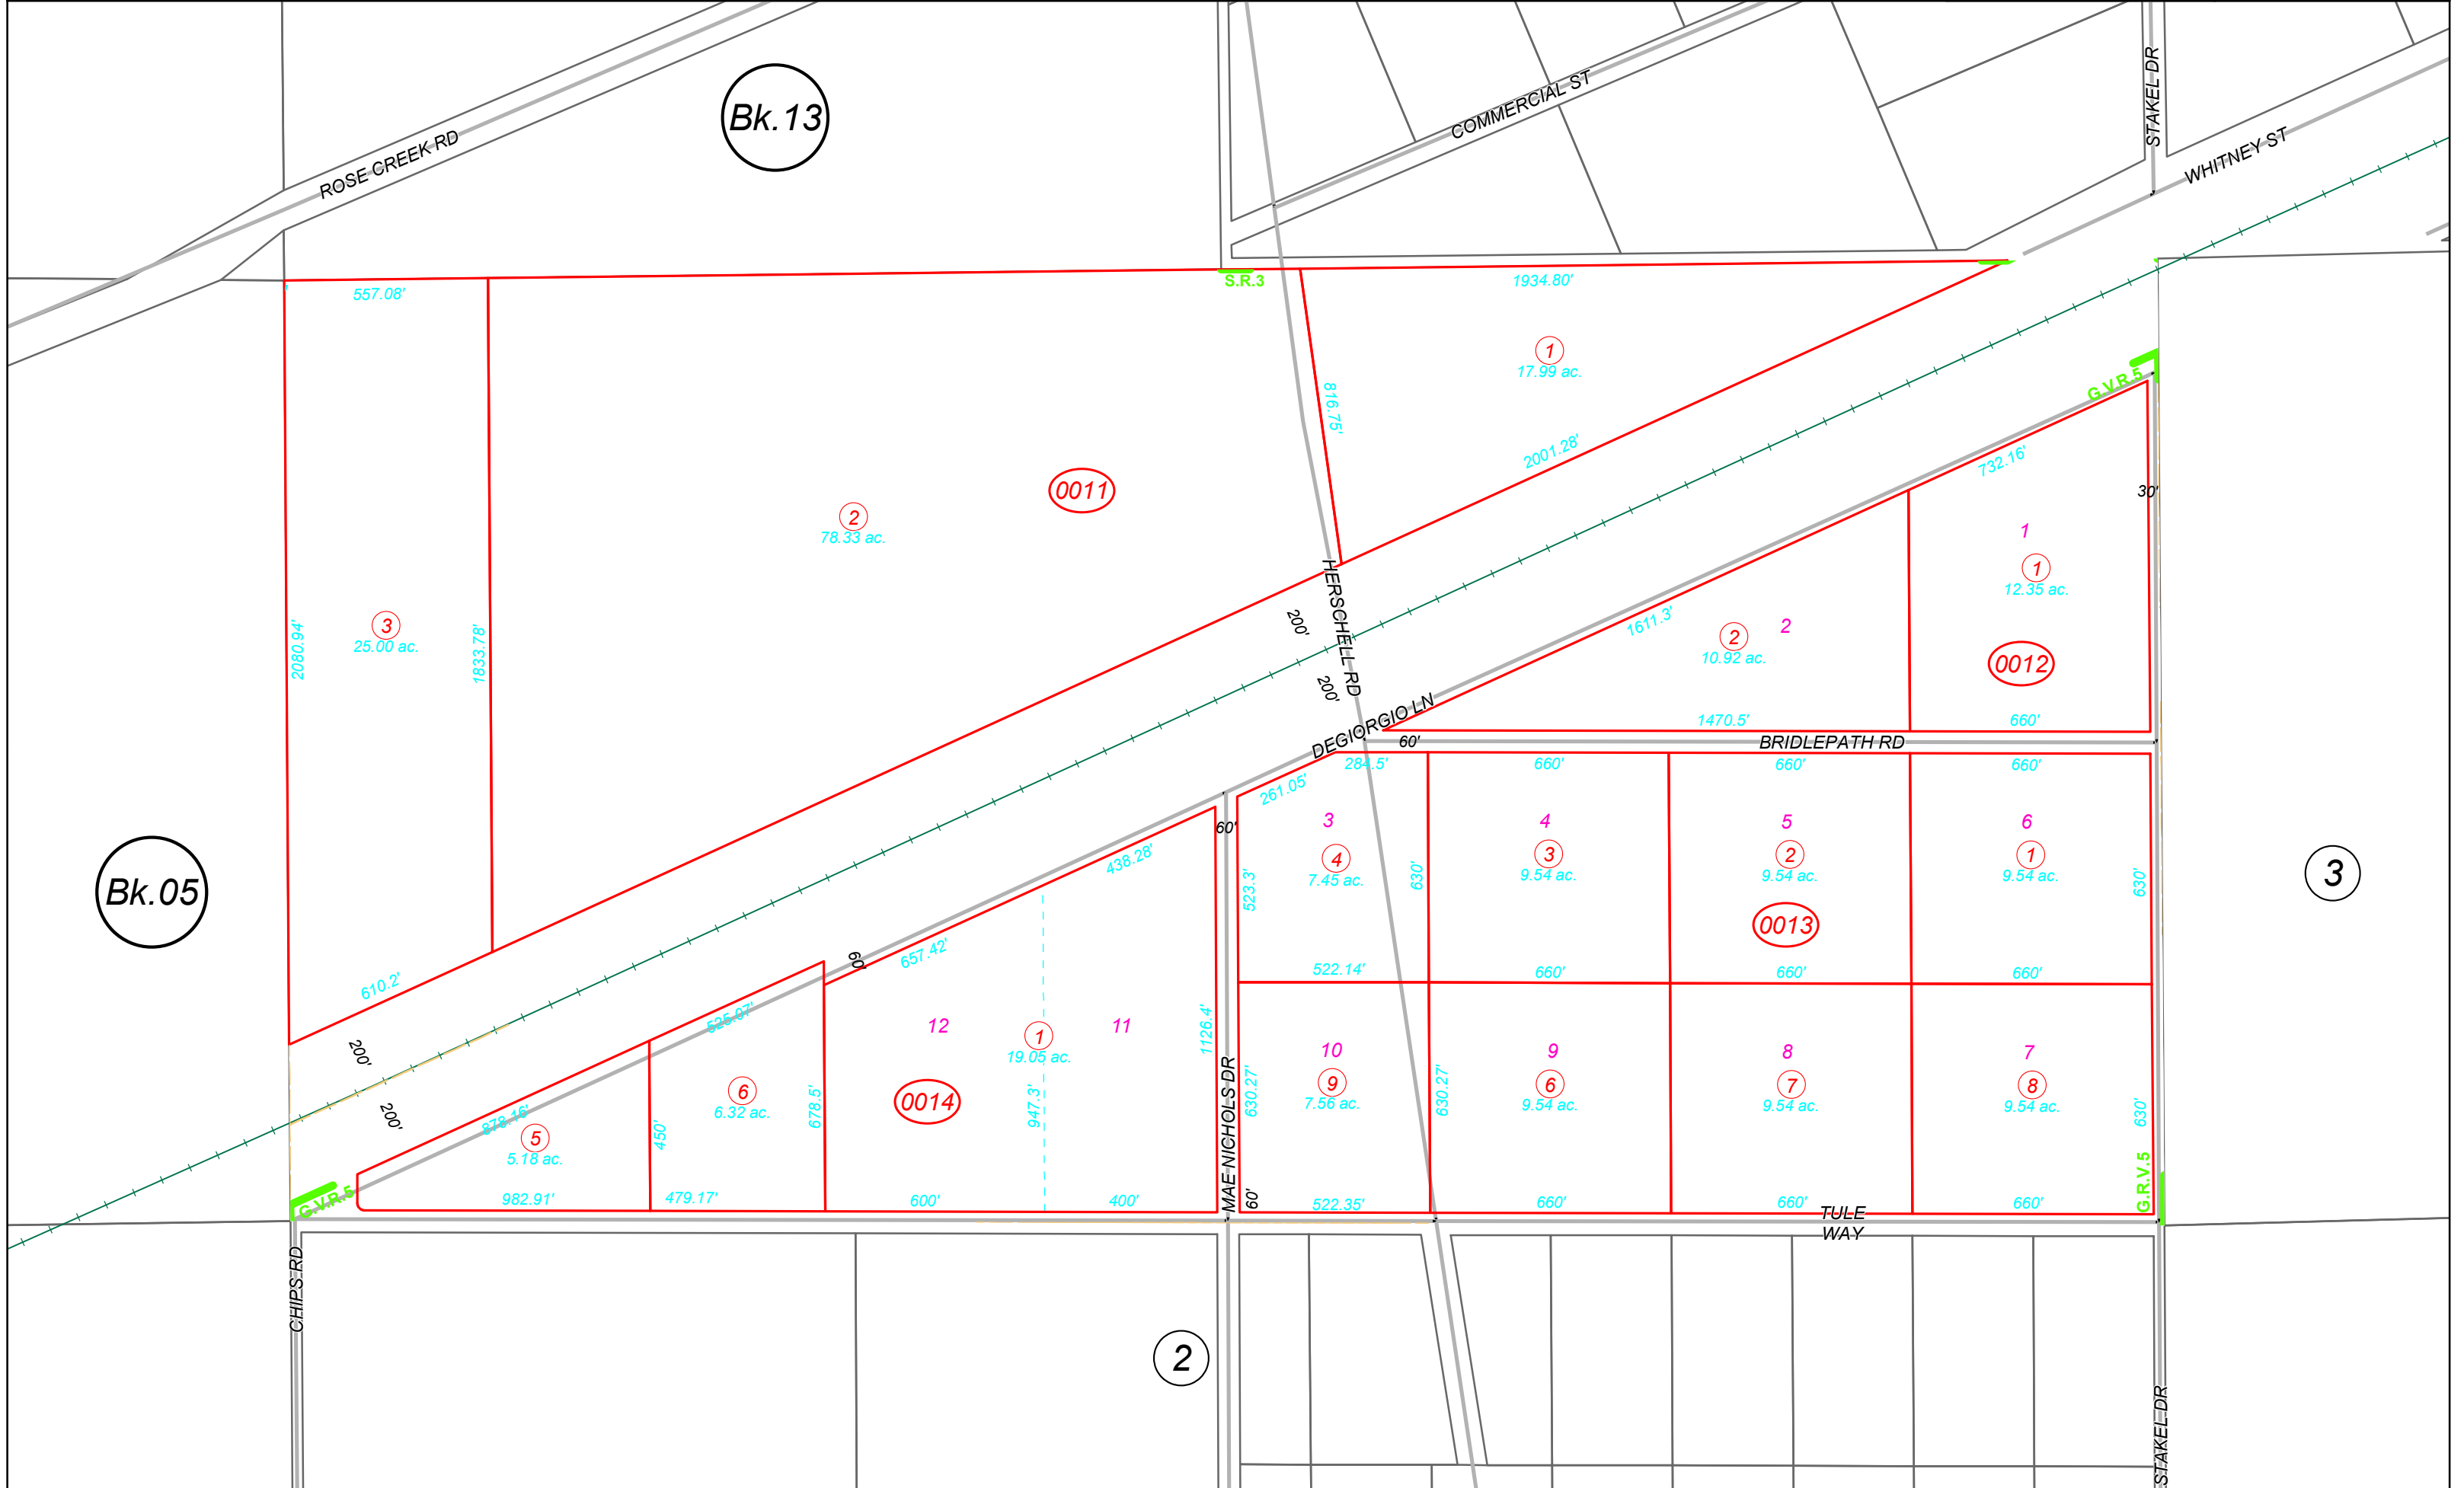 STAKEL DR
COMMERCIAL ST
Bk.13
ROSE CREEK RD
WHITNEY ST
S.R.3
557.08'
1934.80'
1
17.99 ac.
G.V.R.5
816.75'
2001.28'
732.16'
0011
30'
2
78.33 ac.
1
1
12.35 ac.
HERSCHELL RD
200'
200'
1611.3'
2
2
10.92 ac.
0012
3
25.00 ac.
2080.94'
1833.78'
DEGIORGIO LN
1470.5'
660'
60'
BRIDLEPATH RD
284.5'
660'
660'
660'
261.05'
60'
3
4
5
6
4
7.45 ac.
3
9.54 ac.
2
9.54 ac.
1
9.54 ac.
523.3'
630'
630'
0013
Bk.05
3
438.28'
657.42'
60'
522.14'
660'
660'
660'
610.2'
200'
200'
525.07'
12
11
1
19.05 ac.
1126.4'
947.3'
10
9
8
7
9
7.56 ac.
6
9.54 ac.
7
9.54 ac.
8
9.54 ac.
630.27'
630.27'
630'
6
6.32 ac.
0014
678.5'
878.16'
5
5.18 ac.
450'
MAE NICHOLS DR
60'
G.R.V.5
G.V.R.5
982.91'
479.17'
600'
400'
522.35'
660'
660'
660'
TULE
WAY
CHIPS RD
2
STAKEL DR